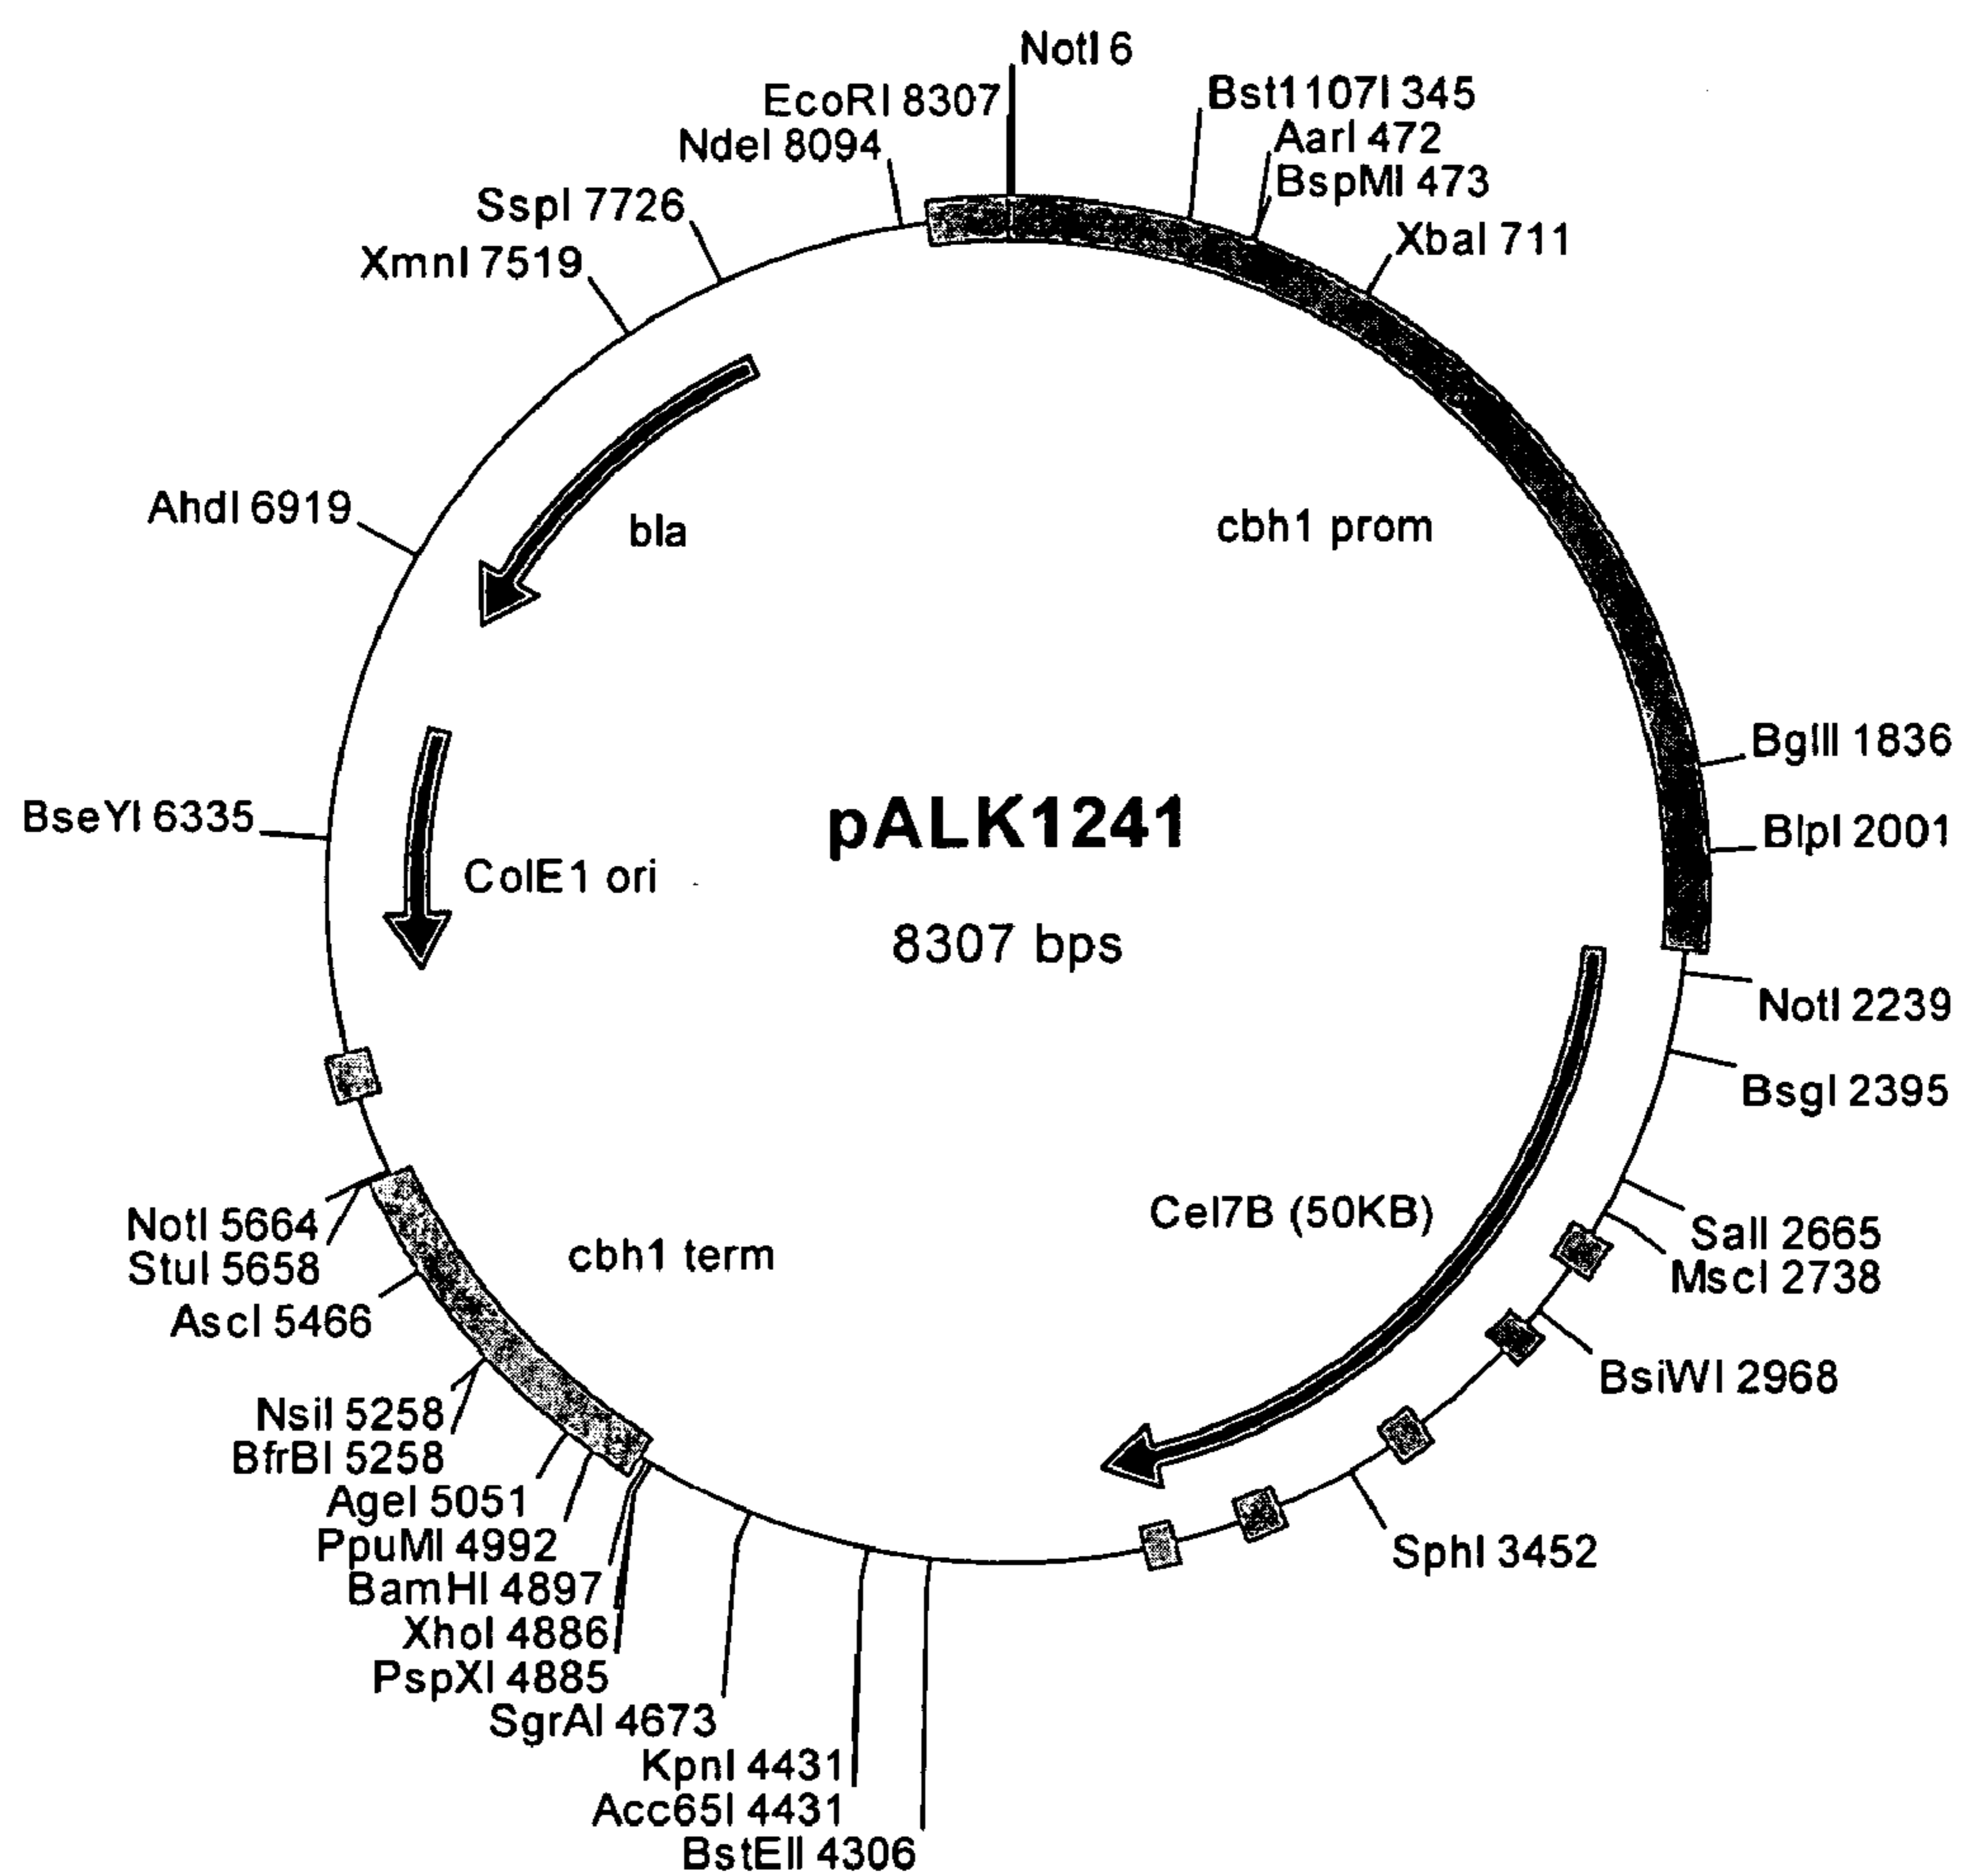 NotI 6
EcoRI 8307
Bst1107I 345
NdeI 8094
AarI 472
BspMI 473
SspI 7726
XbaI 711
XmnI 7519
AhdI 6919
bla
cbh1 prom
BglII 1836
BseYI 6335
pALK1241
BlpI 2001
ColE1 ori
8307 bps
NotI 2239
BsgI 2395
Cel7B (50KB)
NotI 5664
SalI 2665
StuI 5658
cbh1 term
MscI 2738
AscI 5466
BsiWI 2968
NsiI 5258
BfrBI 5258
AgeI 5051
PpuMI 4992
SphI 3452
BamHI 4897
XhoI 4886
PspXI 4885
SgrAI 4673
KpnI 4431
Acc65I 4431
BstEII 4306